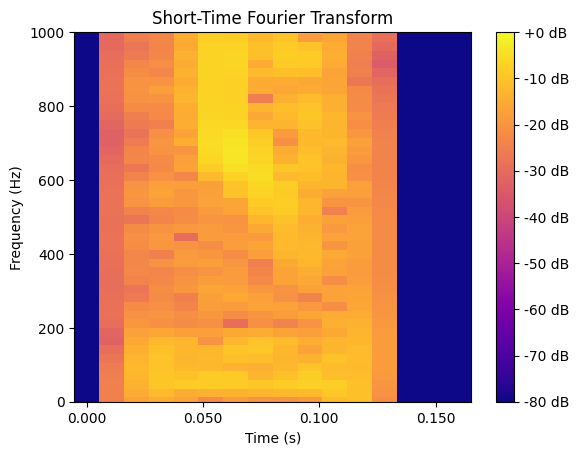 Short-Time Fourier Transform
1000
800
600
400
200
0
Frequency (Hz)
0.000
0.050
0.100
0.150
Time (s)
+0 dB
-10 dB
-20 dB
-30 dB
-40 dB
-50 dB
-60 dB
-70 dB
-80 dB